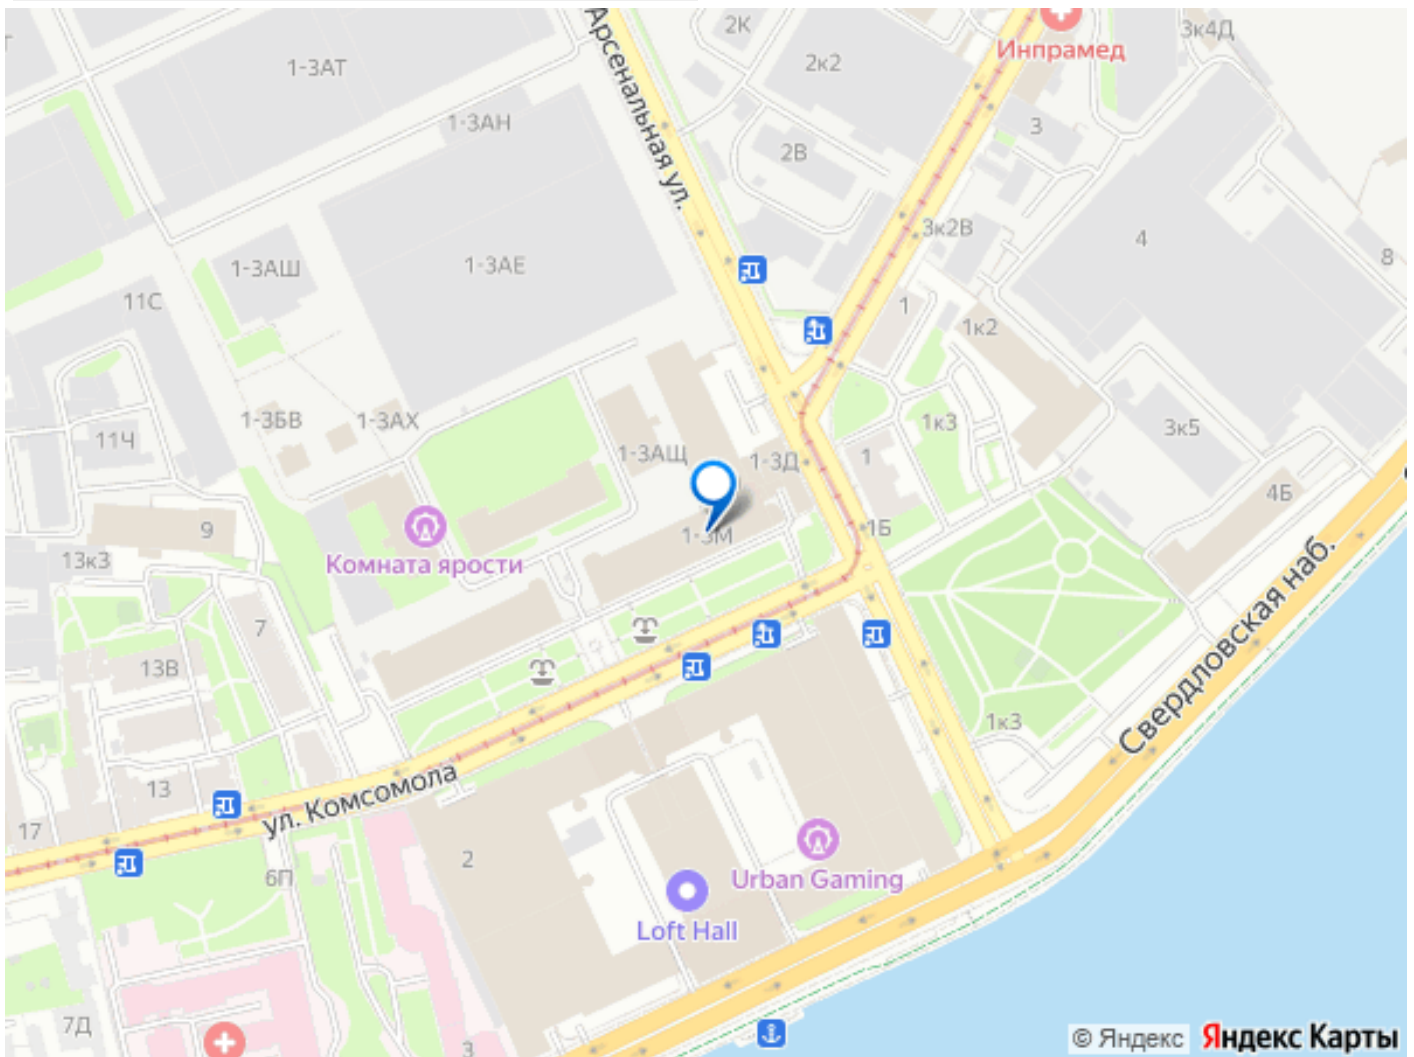 2К
3к4Д
Инпрамед
1-3АТ
2к2
Арсенальная ул.
1-3АН
3
2В
3к2В
4
8
1-3АШ
1-3АЕ
11С
1
1к2
1-3БВ
1-3АХ
1к3
3к5
11Ч
1-3АЩ
1-3Д
1
4Б
9
1-3М
1Б
13к3
Комната ярости
Свердловская наб.
7
13В
1к3
13
ул. Комсомола
17
2
6П
Urban Gaming
Loft Hall
7Д
3
© Яндекс Яндекс Карты